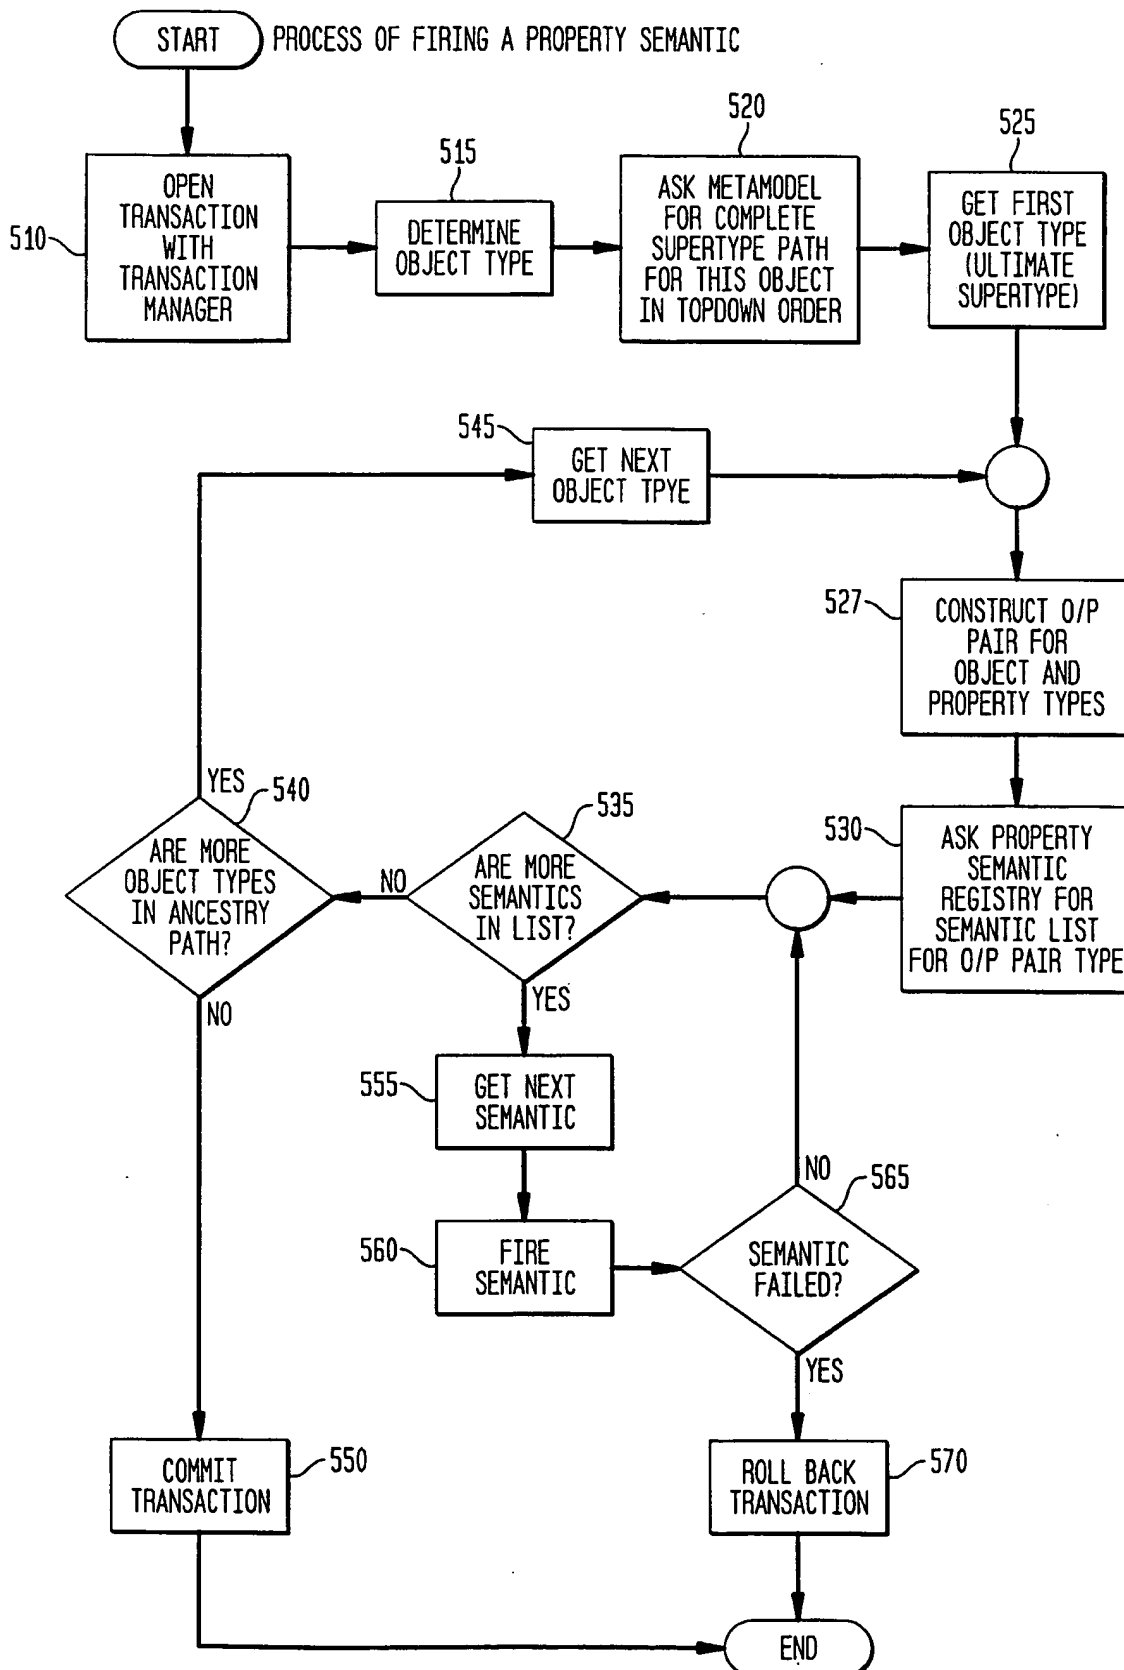 START
PROCESS OF FIRING A PROPERTY SEMANTIC
510
OPEN
TRANSACTION
WITH
TRANSACTION
MANAGER
515
DETERMINE
OBJECT TYPE
520
ASK METAMODEL
FOR COMPLETE
SUPERTYPE PATH
FOR THIS OBJECT
IN TOPDOWN ORDER
525
GET FIRST
OBJECT TYPE
(ULTIMATE
SUPERTYPE)
545
GET NEXT
OBJECT TPYE
527
CONSTRUCT O/P
PAIR FOR
OBJECT AND
PROPERTY TYPES
530
ASK PROPERTY
SEMANTIC
REGISTRY FOR
SEMANTIC LIST
FOR O/P PAIR TYPE
535
ARE MORE
SEMANTICS
IN LIST?
NO
YES
540
ARE MORE
OBJECT TYPES
IN ANCESTRY
PATH?
YES
NO
555
GET NEXT
SEMANTIC
560
FIRE
SEMANTIC
565
SEMANTIC
FAILED?
NO
YES
550
COMMIT
TRANSACTION
570
ROLL BACK
TRANSACTION
END